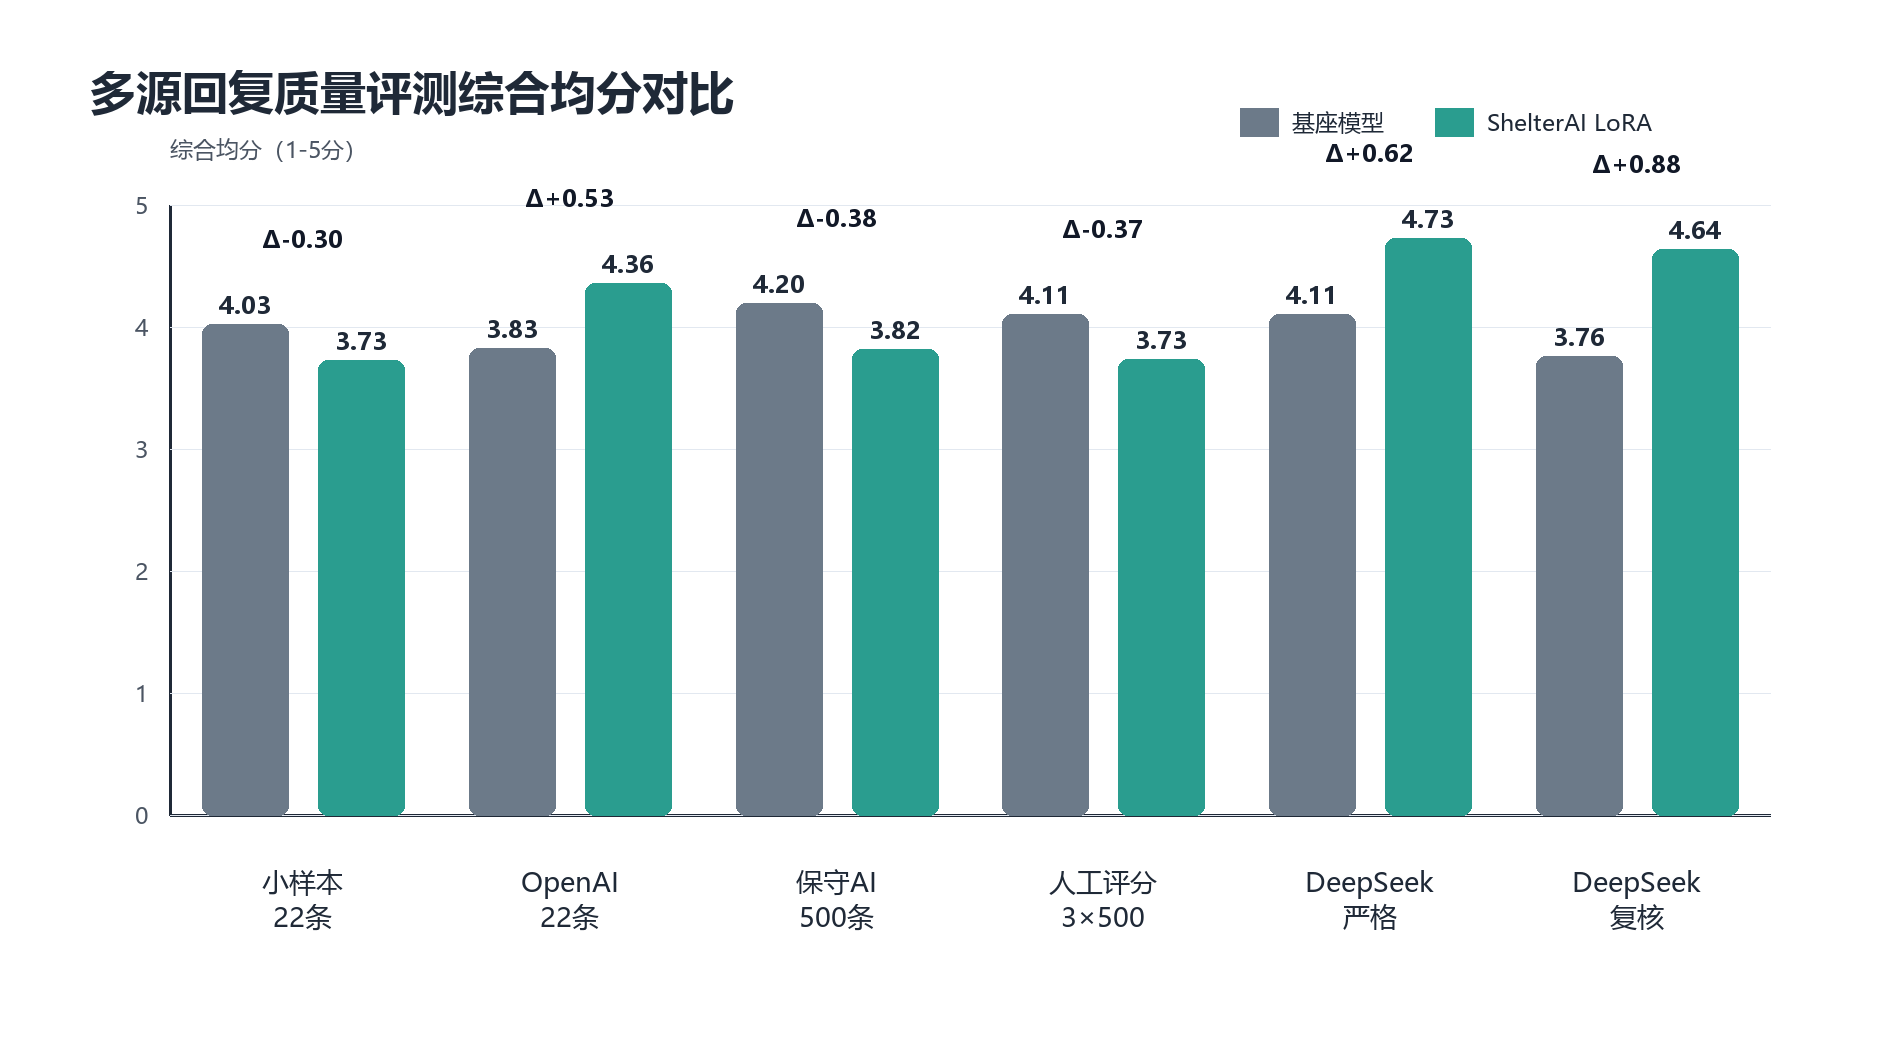 多源回复质量评测综合均分对比
综合均分（1-5分）
基座模型
ShelterAI LoRA
Δ-0.30
Δ+0.53
Δ-0.38
Δ-0.37
Δ+0.62
Δ+0.88
5
4
3
2
1
0
4.03
3.73
3.83
4.36
4.20
3.82
4.11
3.73
4.11
4.73
3.76
4.64
小样本
22条
OpenAI
22条
保守AI
500条
人工评分
3×500
DeepSeek
严格
DeepSeek
复核